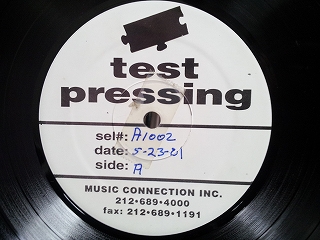 test
pressing
sel#: A1002
date: 5-23-01
side: A
MUSIC CONNECTION INC.
212•689•4000
fax: 212•689•1191